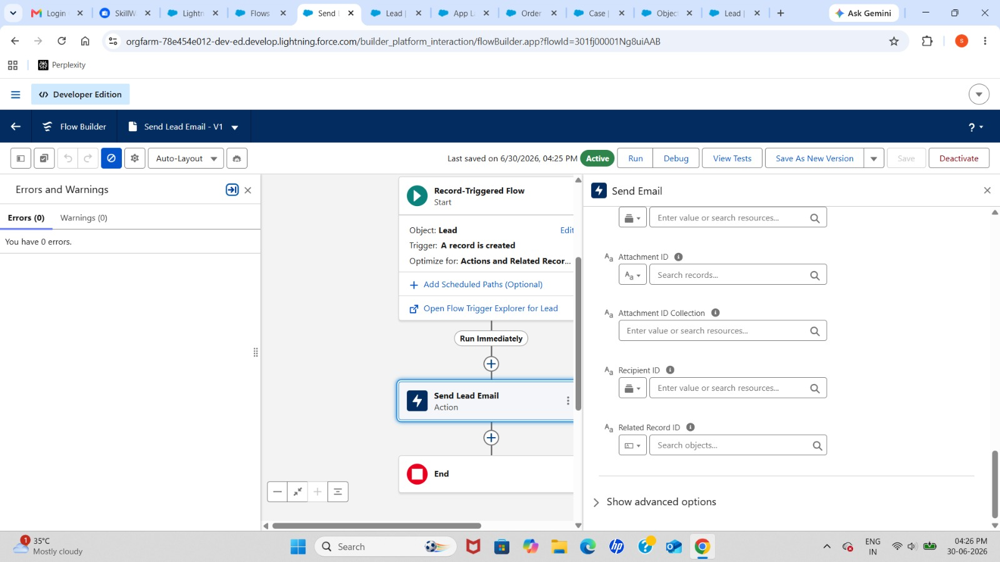 Login
SkillW
Lightn
Flows
Send L
Lead |
App L
Order
Case |
Objec
Lead |
Ask Gemini
orgfarm-78e454e012-dev-ed.develop.lightning.force.com/builder_platform_interaction/flowBuilder.app?flowId=301fj00001Ng8uiAAB
S
Perplexity
Developer Edition
Flow Builder
Send Lead Email - V1
?
Auto-Layout
Last saved on 6/30/2026, 04:25 PM
Active
Run
Debug
View Tests
Save As New Version
Save
Deactivate
Errors and Warnings
Errors (0)
Warnings (0)
You have 0 errors.
Record-Triggered Flow
Start
Object: Lead
Edit
Trigger: A record is created
Optimize for: Actions and Related Recor...
Add Scheduled Paths (Optional)
Open Flow Trigger Explorer for Lead
Run Immediately
Send Lead Email
Action
End
Send Email
Enter value or search resources...
Aa Attachment ID
Aa
Search records...
Aa Attachment ID Collection
Enter value or search resources...
Aa Recipient ID
Enter value or search resources...
Aa Related Record ID
Search objects...
Show advanced options
1
35°C
Mostly cloudy
Search
hp
?
ENG
IN
04:26 PM
30-06-2026